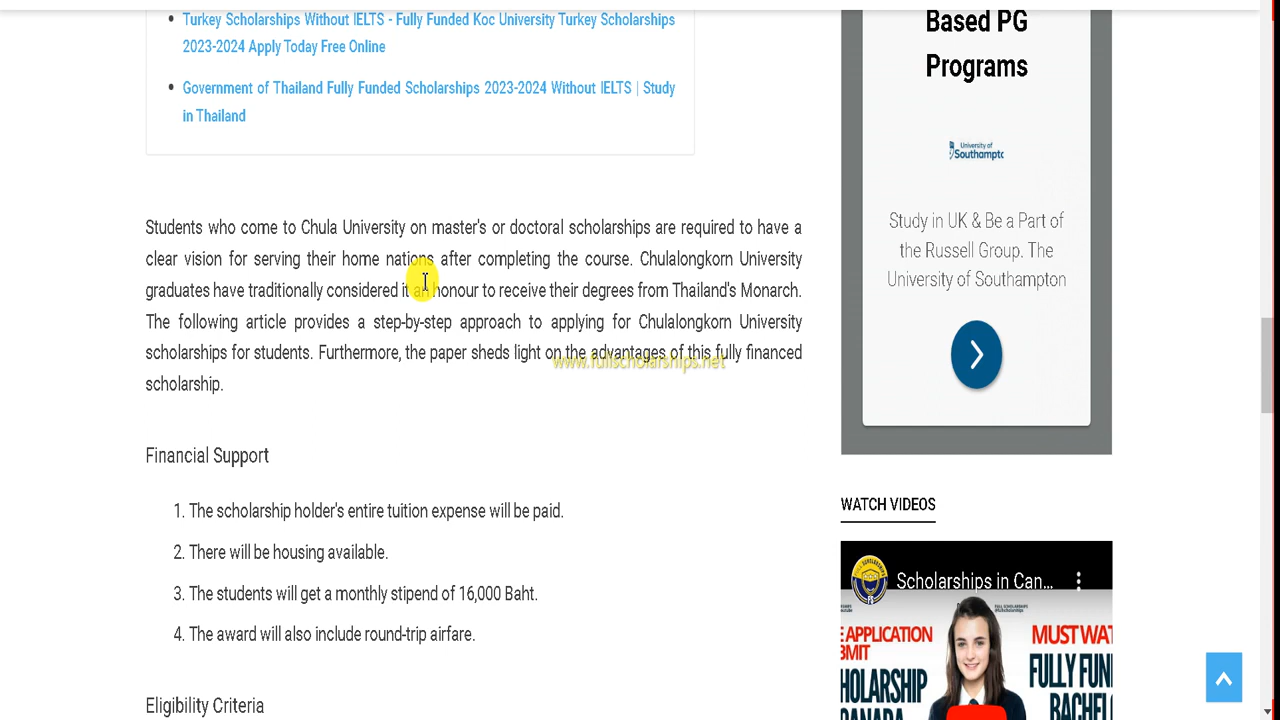 Turkey Scholarships Without IELTS - Fully Funded Koc University Turkey Scholarships
2023-2024 Apply Today Free Online
Government of Thailand Fully Funded Scholarships 2023-2024 Without IELTS | Study
in Thailand
Students who come to Chula University on master's or doctoral scholarships are required to have a
clear vision for serving their home nations after completing the course. Chulalongkorn University
graduates have traditionally considered it an honour to receive their degrees from Thailand's Monarch.
The following article provides a step-by-step approach to applying for Chulalongkorn University
scholarships for students. Furthermore, the paper sheds light on the advantages of this fully financed
scholarship.
www.fullscholarships.net
Financial Support
1. The scholarship holder's entire tuition expense will be paid.
2. There will be housing available.
3. The students will get a monthly stipend of 16,000 Baht.
4. The award will also include round-trip airfare.
Eligibility Criteria
Based PG
Programs
University of
Southampto
Study in UK & Be a Part of
the Russell Group. The
University of Southampton
WATCH VIDEOS
Scholarships in Can...
E APPLICATION
BMIT
HOLARSHIP
ANADA
MUST WAT
FULLY FUN
BACHEL